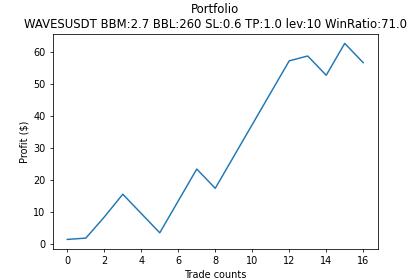 Portfolio
WAVESUSDT BBM:2.7 BBL:260 SL:0.6 TP:1.0 lev:10 WinRatio:71.0
60
50
40
30
20
10
0
Profit ($)
0 2 4 6 8 10 12 14 16
Trade counts